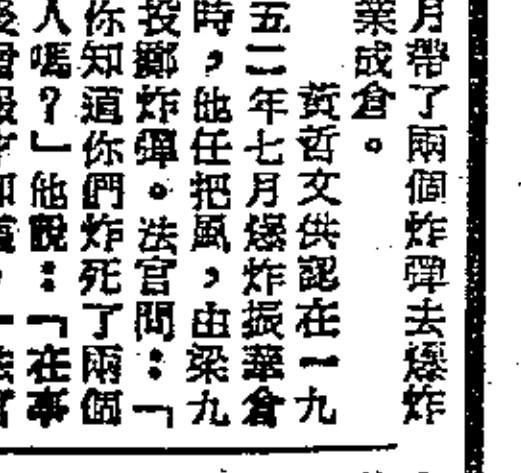 月帶了兩個炸彈去爆炸
業成倉。
黃哲文供認在一九
五二年七月爆炸振華倉
時，他任把風，由梁九
投擲炸彈。法官問：「
你知道你們炸死了兩個
人嗎？」他說：「在事